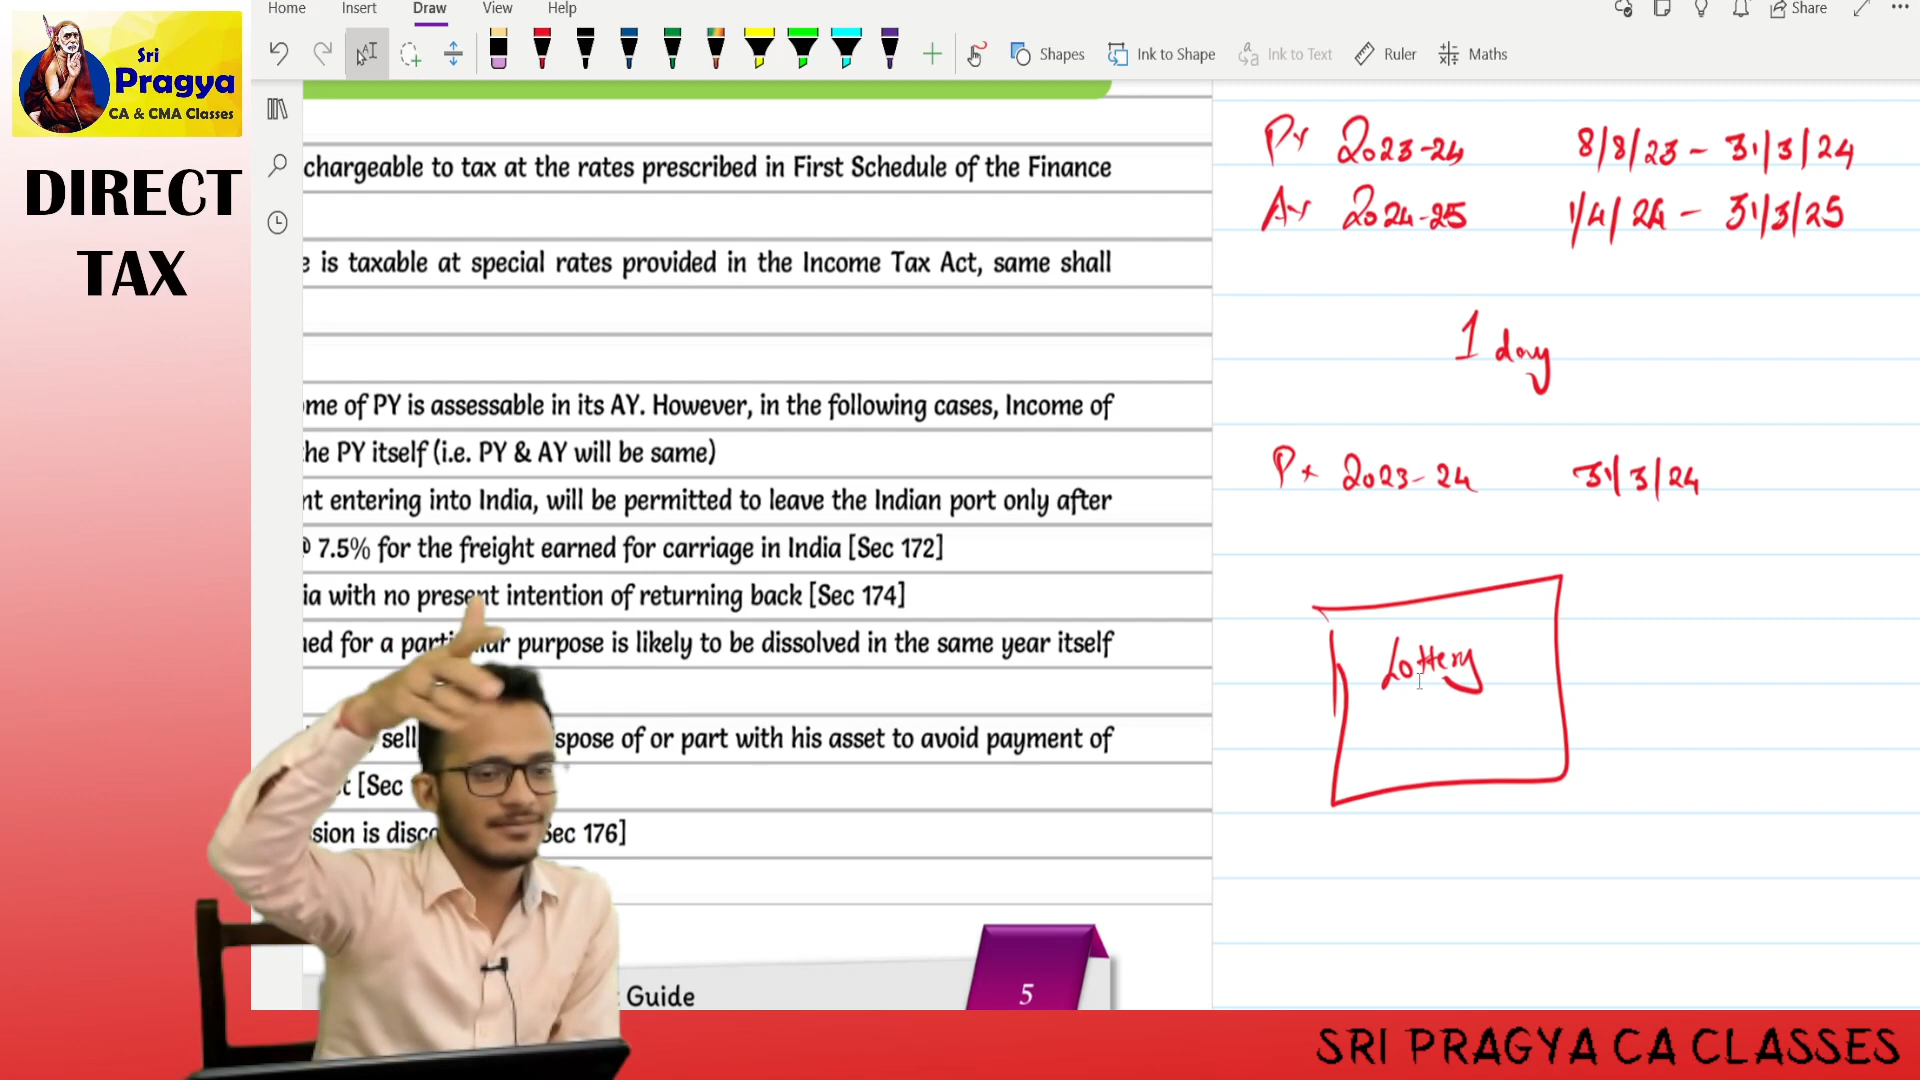 Home Insert Draw View Help Share
Shapes Ink to Shape Ink to Text Ruler Maths
Sri
Pragya
CA & CMA Classes
DIRECT
TAX
chargeable to tax at the rates prescribed in First Schedule of the Finance
e is taxable at special rates provided in the Income Tax Act, same shall
me of PY is assessable in its AY. However, in the following cases, Income of
he PY itself (i.e. PY & AY will be same)
nt entering into India, will be permitted to leave the Indian port only after
7.5% for the freight earned for carriage in India [Sec 172]
ia with no present intention of returning back [Sec 174]
ned for a purpose is likely to be dissolved in the same year itself
sell spose of or part with his asset to avoid payment of
t [Sec
sion is disc Sec 176]
Guide
5
PY 2023-24 8/8/23 - 31/3/24
AY 2024-25 1/4/24 - 31/3/25
1 day
PY 2023-24 31/3/24
Lottery
SRI PRAGYA CA CLASSES